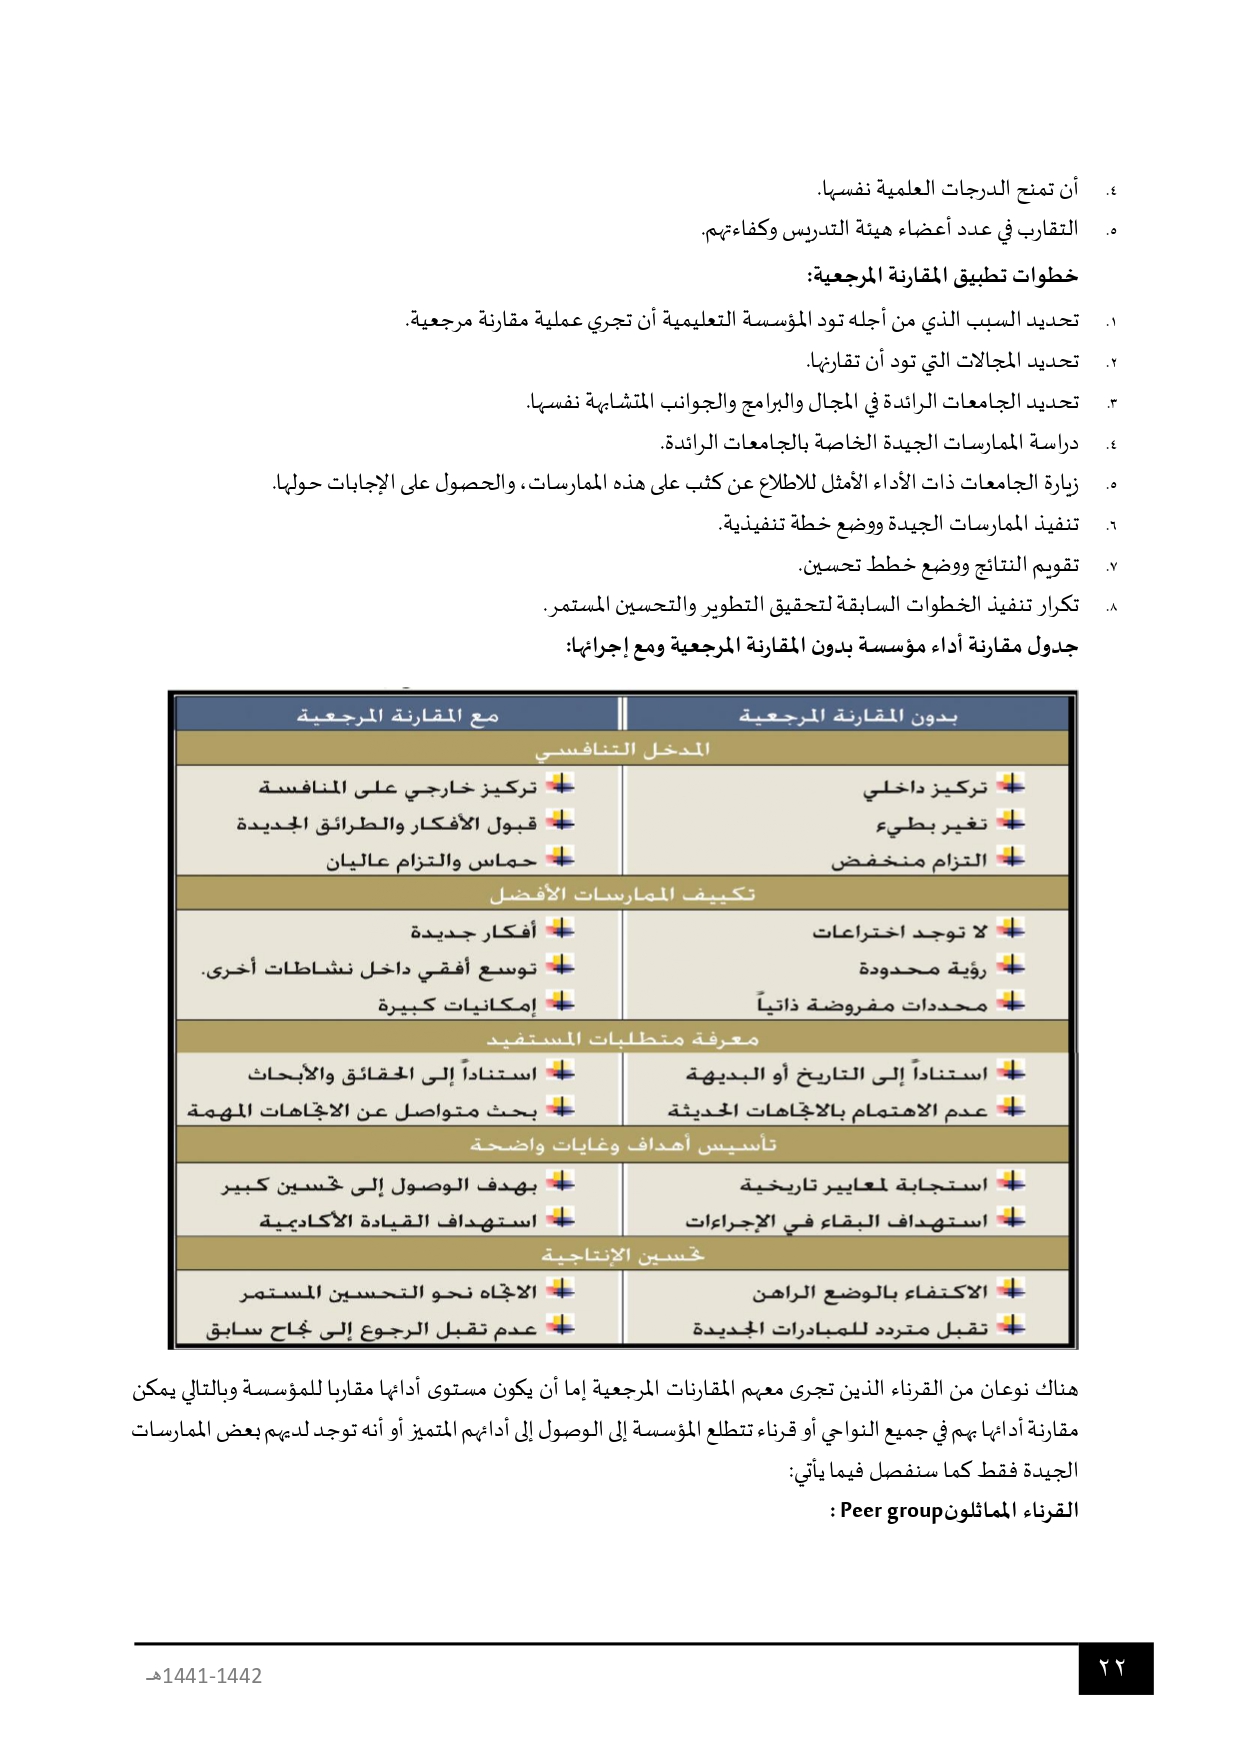 ٤. أن تمنح الدرجات العلمية نفسها.
٥. التقارب في عدد أعضاء هيئة التدريس وكفاءتهم.
خطوات تطبيق المقارنة المرجعية:
١. تحديد السبب الذي من أجله تود المؤسسة التعليمية أن تجري عملية مقارنة مرجعية.
٢. تحديد المجالات التي تود أن تقارنها.
٣. تحديد الجامعات الرائدة في المجال والبرامج والجوانب المتشابهة نفسها.
٤. دراسة الممارسات الجيدة الخاصة بالجامعات الرائدة.
٥. زيارة الجامعات ذات الأداء الأمثل للاطلاع عن كثب على هذه الممارسات، والحصول على الإجابات حولها.
٦. تنفيذ الممارسات الجيدة ووضع خطة تنفيذية.
٧. تقويم النتائج ووضع خطط تحسين.
٨. تكرار تنفيذ الخطوات السابقة لتحقيق التطوير والتحسين المستمر.
جدول مقارنة أداء مؤسسة بدون المقارنة المرجعية ومع إجرائها:
بدون المقارنة المرجعية مع المقارنة المرجعية
المدخل التنافسي
تركيز داخلي تركيز خارجي على المنافسة
تغير بطيء قبول الأفكار والطرائق الجديدة
التزام منخفض حماس والتزام عاليان
تكييف الممارسات الأفضل
لا توجد اختراعات أفكار جديدة
رؤية محدودة توسع أفقي داخل نشاطات أخرى.
محددات مفروضة ذاتياً إمكانيات كبيرة
معرفة متطلبات المستفيد
استناداً إلى التاريخ أو البديهة استناداً إلى الحقائق والأبحاث
عدم الاهتمام بالاتجاهات الحديثة بحث متواصل عن الاتجاهات المهمة
تأسيس أهداف وغايات واضحة
استجابة لمعايير تاريخية بهدف الوصول إلى تحسين كبير
استهداف البقاء في الإجراءات استهداف القيادة الأكاديمية
تحسين الإنتاجية
الاكتفاء بالوضع الراهن الاتجاه نحو التحسين المستمر
تقبل متردد للمبادرات الجديدة عدم تقبل الرجوع إلى نجاح سابق
هناك نوعان من القرناء الذين تجرى معهم المقارنات المرجعية إما أن يكون مستوى أدائها مقاربا للمؤسسة وبالتالي يمكن
مقارنة أدائها بهم في جميع النواحي أو قرناء تتطلع المؤسسة إلى الوصول إلى أدائهم المتميز أو أنه توجد لديهم بعض الممارسات
الجيدة فقط كما سنفصل فيما يأتي:
القرناء المماثلونPeer group :
٢٢
1441-1442هـ